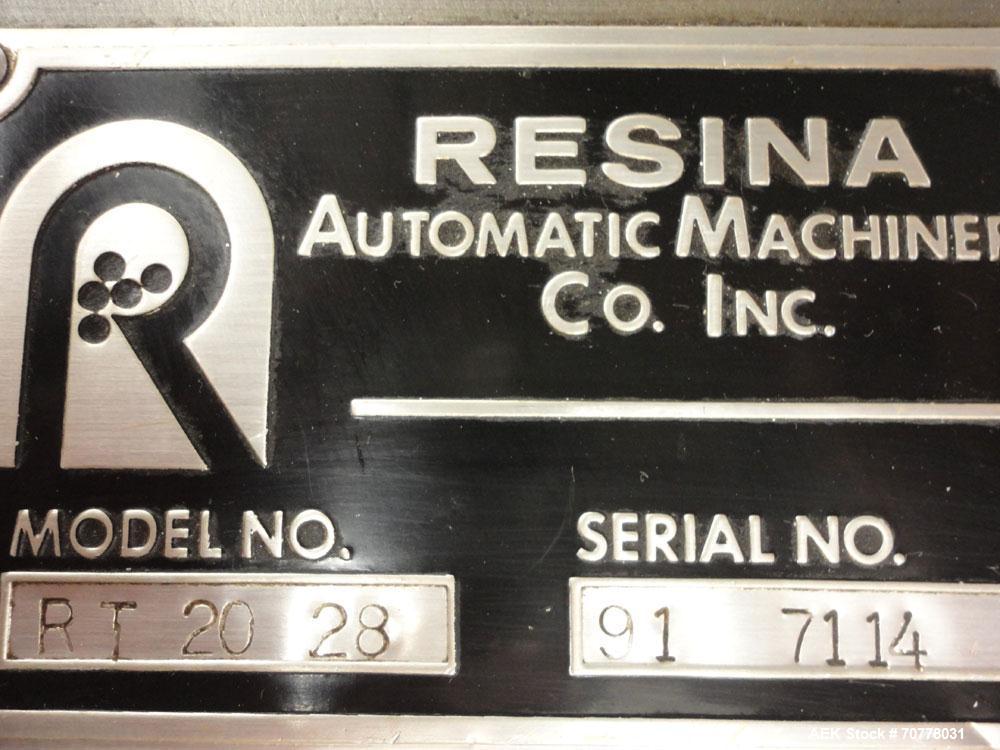 RESINA
AUTOMATIC MACHINER
CO. INC.
MODEL NO.
SERIAL NO.
RT 20 28
91 7114
AEK Stock # 70778031